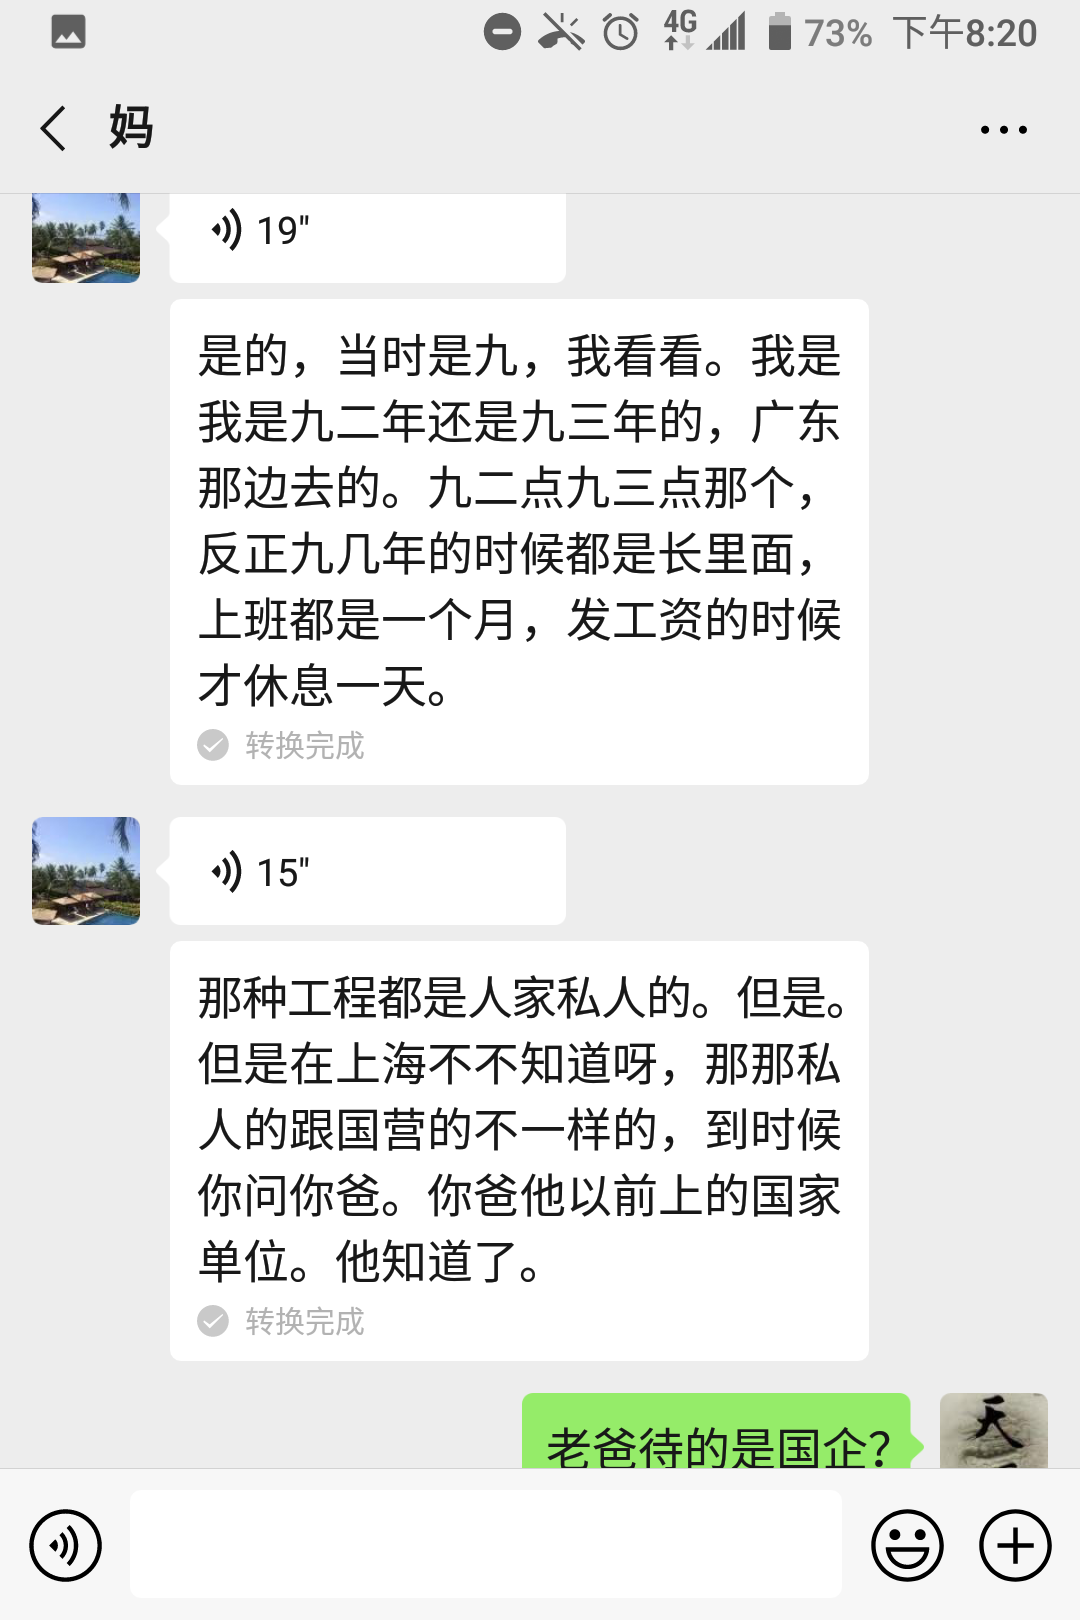 4G 73% 下午8:20
妈
19"
是的，当时是九，我看看。我是
我是九二年还是九三年的，广东
那边去的。九二点九三点那个，
反正九几年的时候都是长里面，
上班都是一个月，发工资的时候
才休息一天。
转换完成
15"
那种工程都是人家私人的。但是。
但是在上海不不知道呀，那那私
人的跟国营的不一样的，到时候
你问你爸。你爸他以前上的国家
单位。他知道了。
转换完成
老爸待的是国企？
天